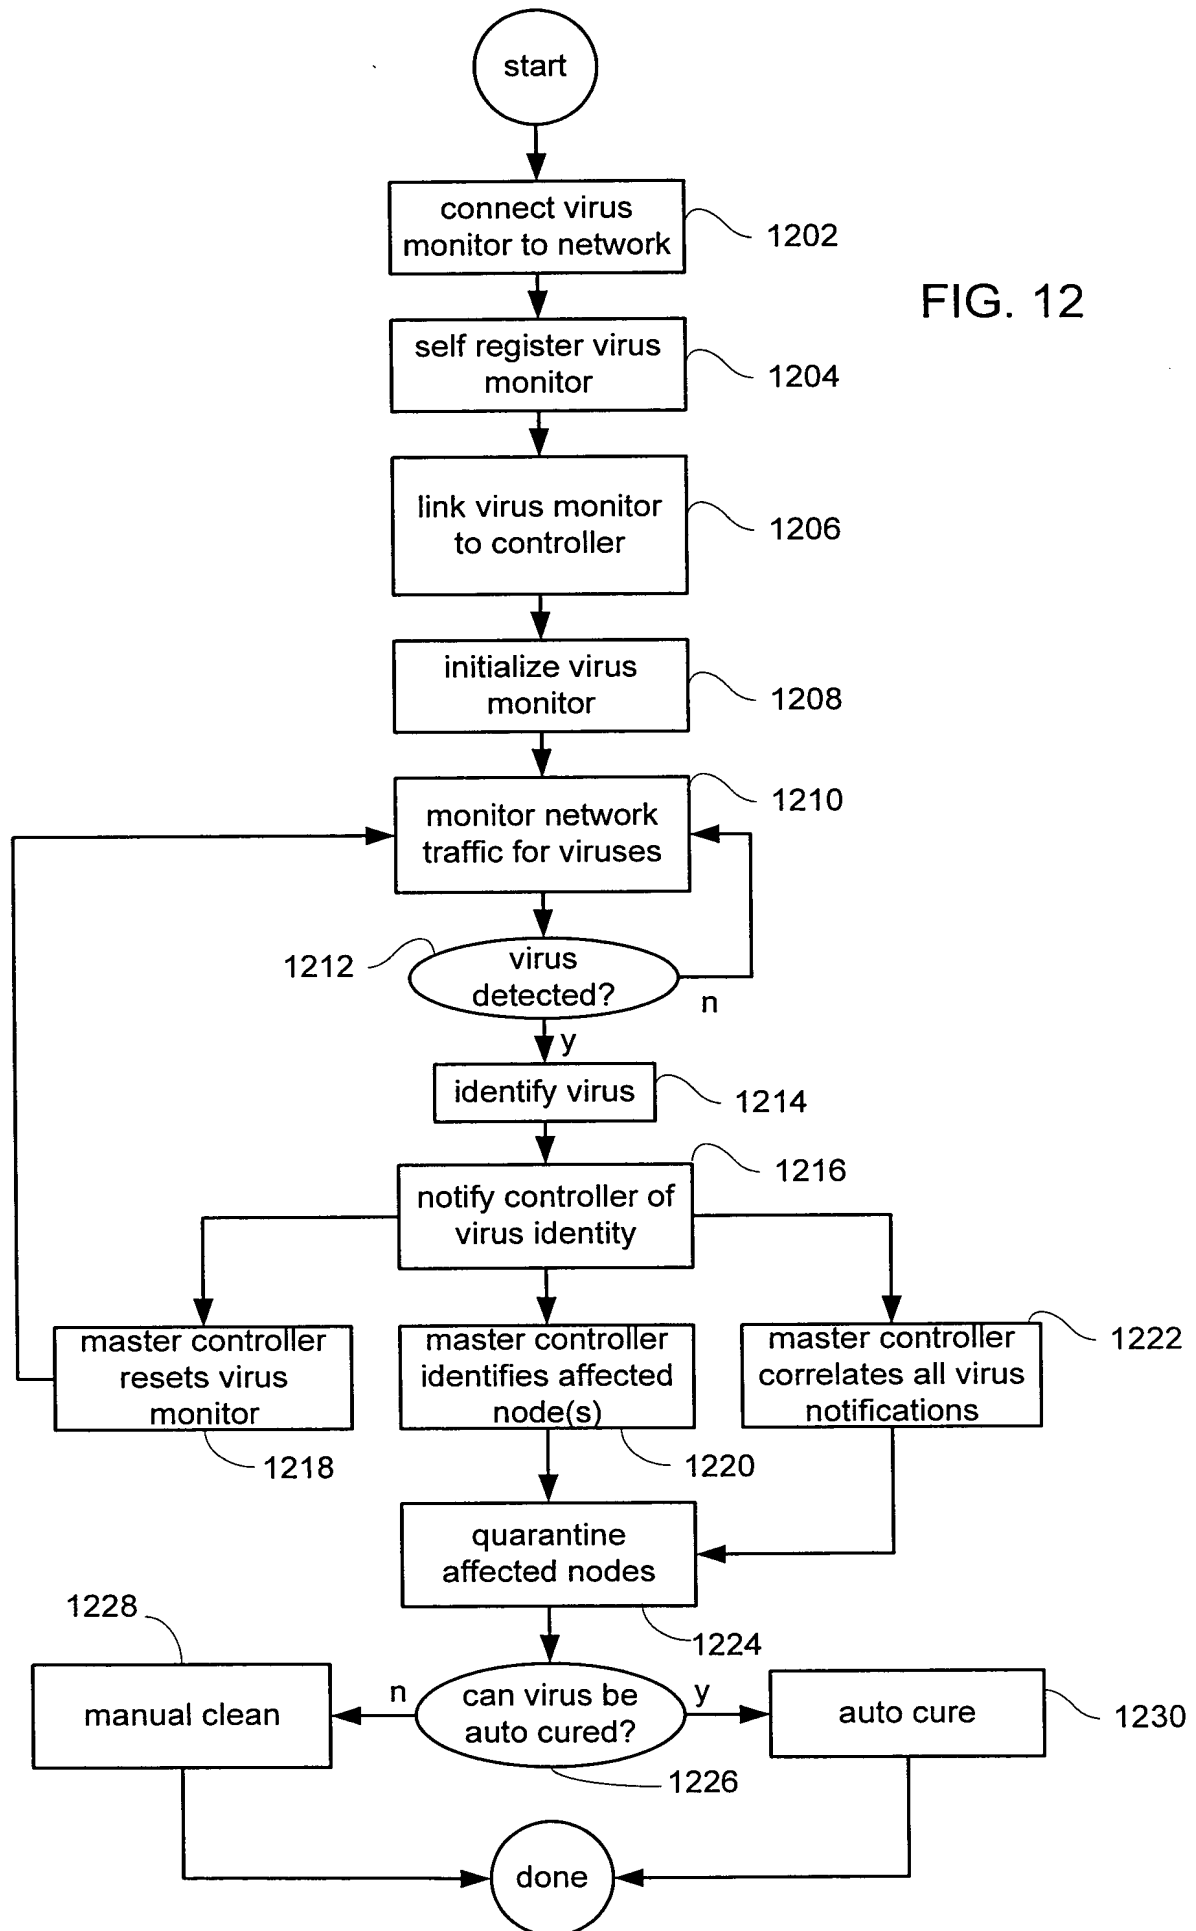 start
connect virus
monitor to network
1202
FIG. 12
self register virus
monitor
1204
link virus monitor
to controller
1206
initialize virus
monitor
1208
monitor network
traffic for viruses
1210
virus
detected?
1212
n
y
identify virus
1214
notify controller of
virus identity
1216
master controller
resets virus
monitor
1218
master controller
identifies affected
node(s)
1220
master controller
correlates all virus
notifications
1222
quarantine
affected nodes
1224
can virus be
auto cured?
1226
n
y
manual clean
1228
auto cure
1230
done